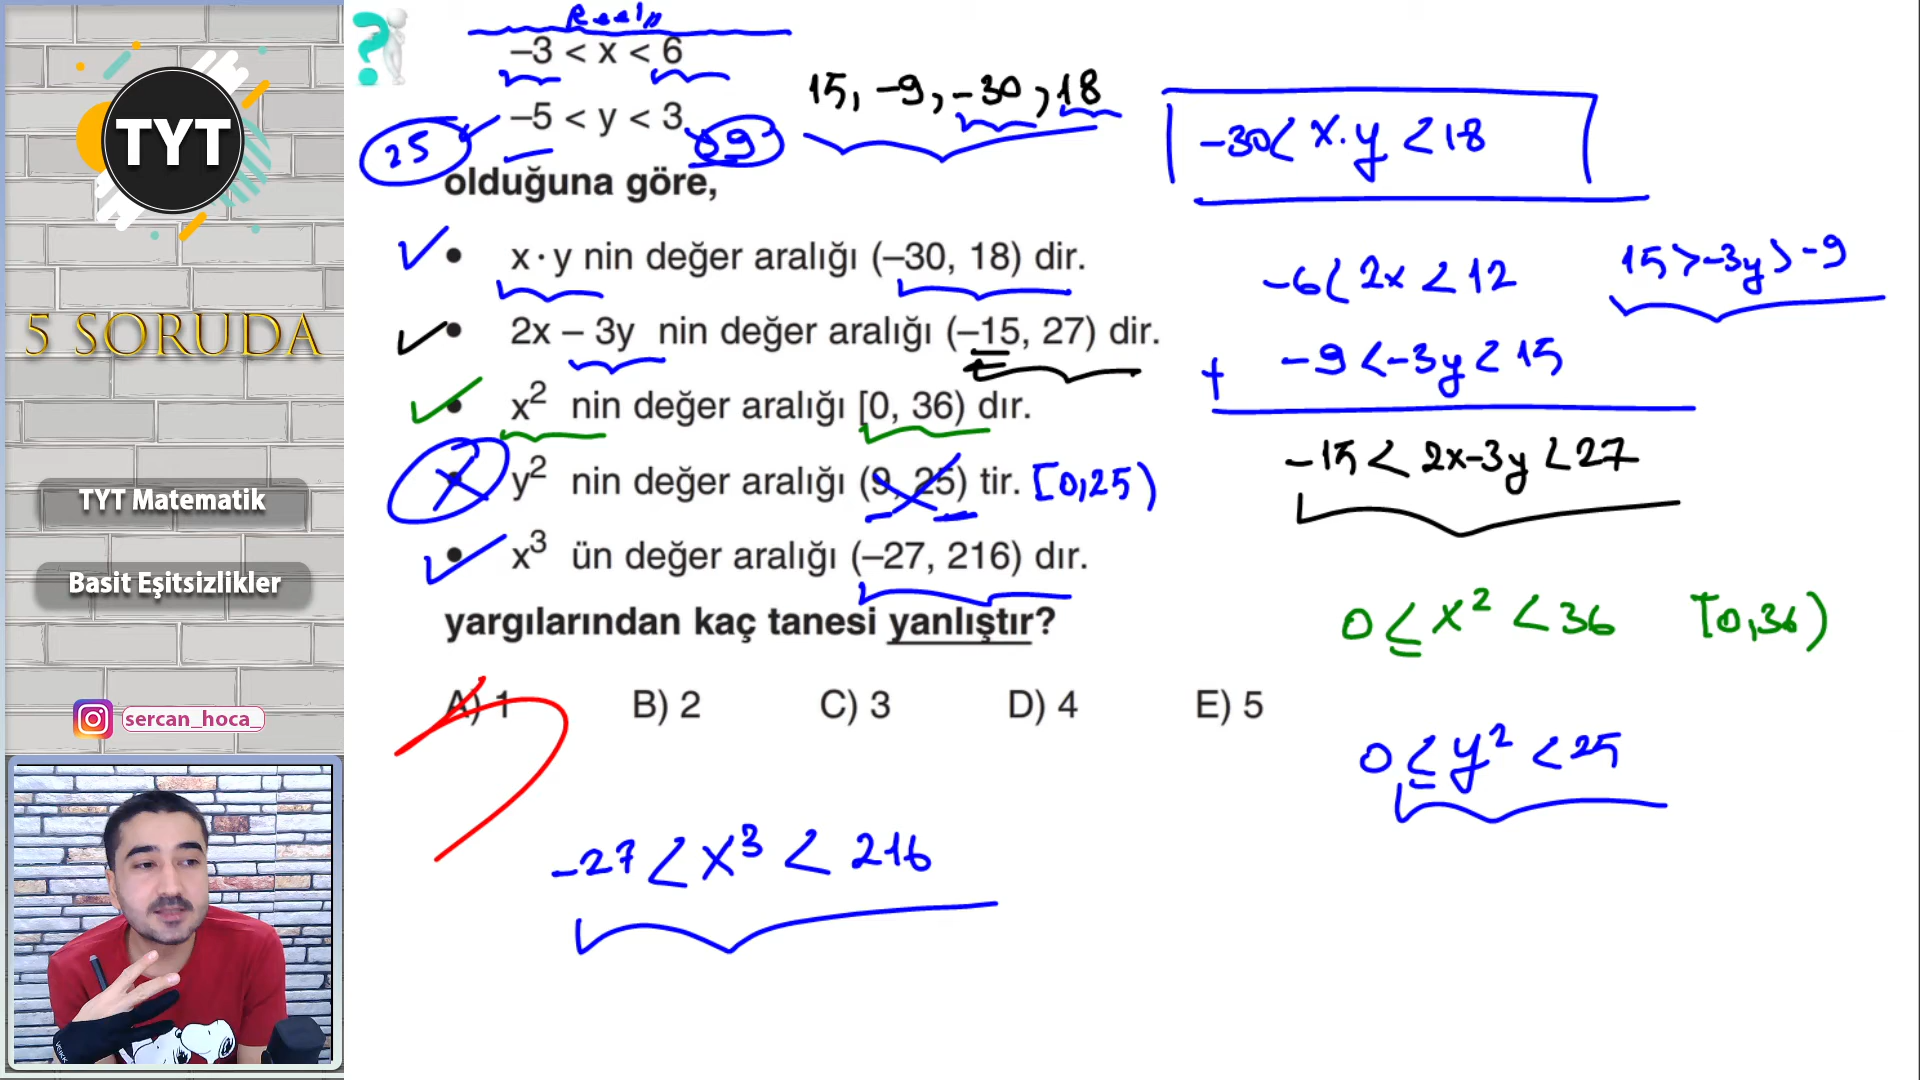 TYT
5 SORUDA
TYT Matematik
Basit Eşitsizlikler
sercan_hoca_
Reel
–3 < x < 6
–5 < y < 3
25
9
15, -9, -30, 18
-30 < x.y < 18
olduğuna göre,
• x · y nin değer aralığı (–30, 18) dir.
• 2x – 3y nin değer aralığı (–15, 27) dir.
• x² nin değer aralığı [0, 36) dır.
• y² nin değer aralığı (9, 25) tir. [0,25)
• x³ ün değer aralığı (–27, 216) dır.
yargılarından kaç tanesi yanlıştır?
A) 1 B) 2 C) 3 D) 4 E) 5
-6 < 2x < 12
15 > -3y > -9
+ -9 < -3y < 15
-15 < 2x-3y < 27
0 ≤ x² < 36 [0,36)
0 ≤ y² < 25
-27 < x³ < 216